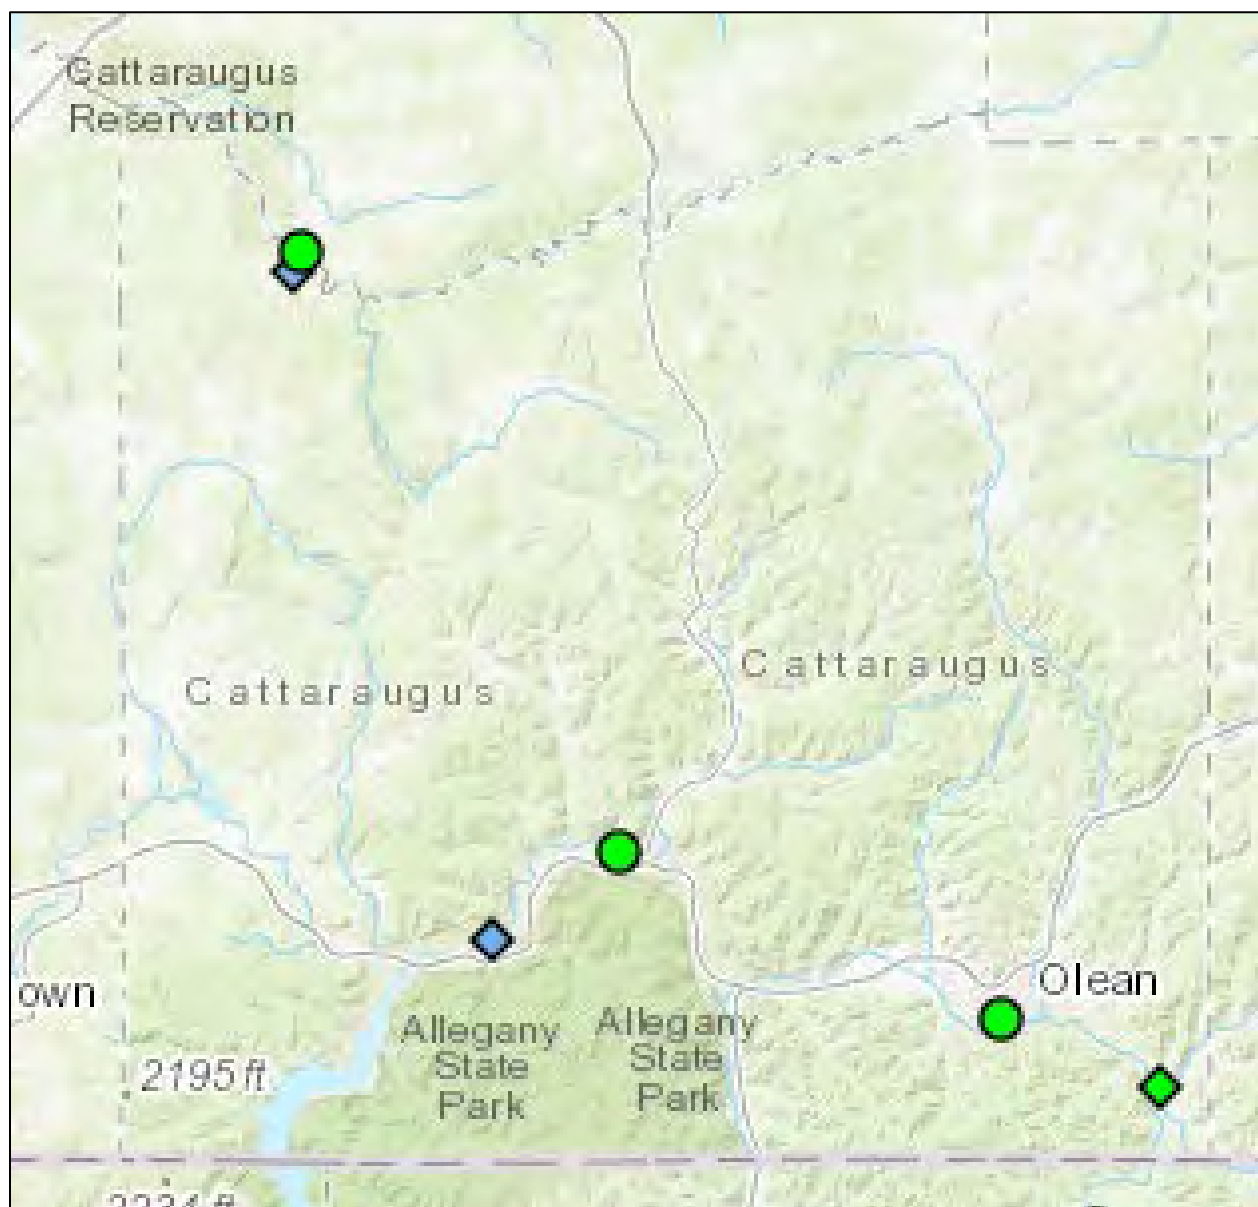 Cattaraugus
Reservation
Cattaraugus
Cattaraugus
own
Olean
Allegany
State
Park
Allegany
State
Park
2195 ft